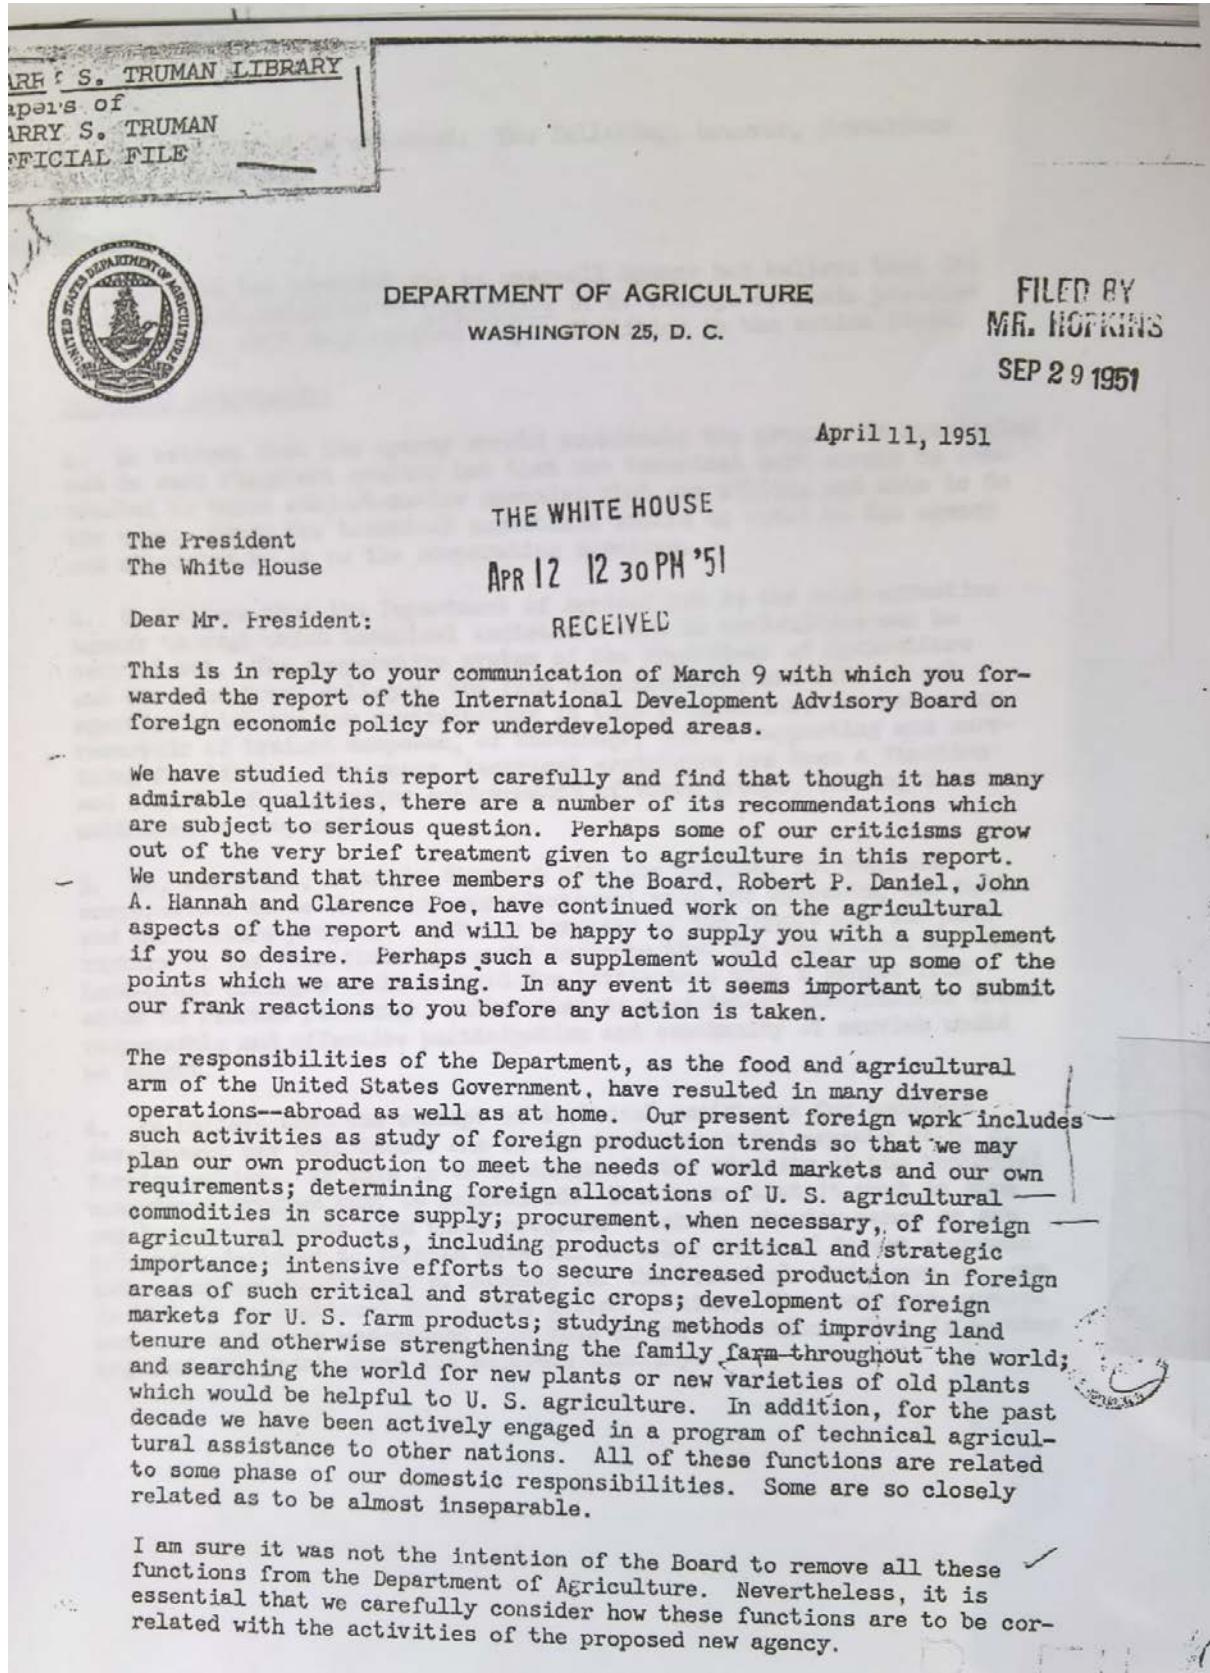 S. TRUMAN LIBRARY
of
ARRY S. TRUMAN
FFICIAL FILE
UNITED STATES DEPARTMENT OF AGRICULTURE
DEPARTMENT OF AGRICULTURE
WASHINGTON 25, D. C.
FILED BY
MR. HOPKINS
SEP 29 1951
April 11, 1951
THE WHITE HOUSE
APR 12 12 30 PM '51
RECEIVED
The President
The White House
Dear Mr. President:
This is in reply to your communication of March 9 with which you for-
warded the report of the International Development Advisory Board on
foreign economic policy for underdeveloped areas.
We have studied this report carefully and find that though it has many
admirable qualities, there are a number of its recommendations which
are subject to serious question. Perhaps some of our criticisms grow
out of the very brief treatment given to agriculture in this report.
We understand that three members of the Board, Robert P. Daniel, John
A. Hannah and Clarence Poe, have continued work on the agricultural
aspects of the report and will be happy to supply you with a supplement
if you so desire. Perhaps such a supplement would clear up some of the
points which we are raising. In any event it seems important to submit
our frank reactions to you before any action is taken.
The responsibilities of the Department, as the food and agricultural
arm of the United States Government, have resulted in many diverse
operations--abroad as well as at home. Our present foreign work includes
such activities as study of foreign production trends so that we may
plan our own production to meet the needs of world markets and our own
requirements; determining foreign allocations of U. S. agricultural
commodities in scarce supply; procurement, when necessary, of foreign
agricultural products, including products of critical and strategic
importance; intensive efforts to secure increased production in foreign
areas of such critical and strategic crops; development of foreign
markets for U. S. farm products; studying methods of improving land
tenure and otherwise strengthening the family farm throughout the world;
and searching the world for new plants or new varieties of old plants
which would be helpful to U. S. agriculture. In addition, for the past
decade we have been actively engaged in a program of technical agricul-
tural assistance to other nations. All of these functions are related
to some phase of our domestic responsibilities. Some are so closely
related as to be almost inseparable.
I am sure it was not the intention of the Board to remove all these
functions from the Department of Agriculture. Nevertheless, it is
essential that we carefully consider how these functions are to be cor-
related with the activities of the proposed new agency.